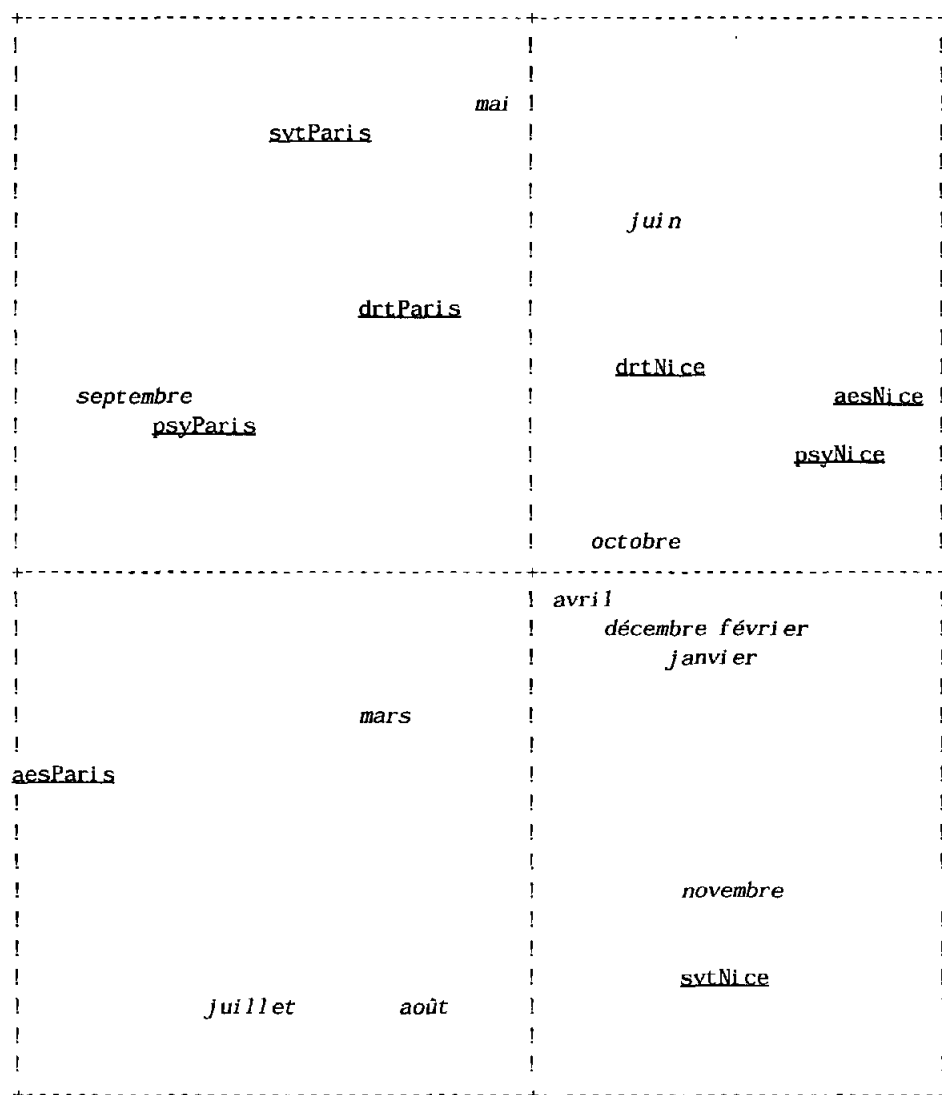 mai
svtParis
juin
drtParis
drtNice
septembre aesNice
psyParis
psyNice
octobre
avril
décembre février
janvier
mars
aesParis
novembre
svtNice
juillet août